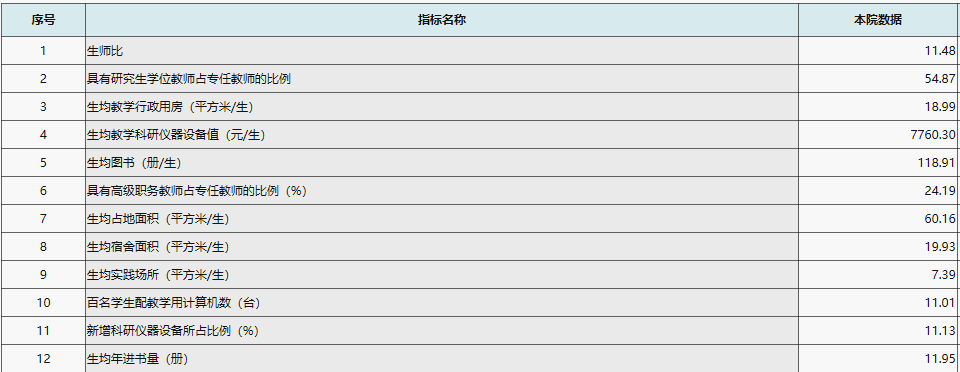 序号 指标名称 本院数据
1 生师比 11.48
2 具有研究生学位教师占专任教师的比例 54.87
3 生均教学行政用房（平方米/生） 18.99
4 生均教学科研仪器设备值（元/生） 7760.30
5 生均图书（册/生） 118.91
6 具有高级职务教师占专任教师的比例（%） 24.19
7 生均占地面积（平方米/生） 60.16
8 生均宿舍面积（平方米/生） 19.93
9 生均实践场所（平方米/生） 7.39
10 百名学生配教学用计算机数（台） 11.01
11 新增科研仪器设备所占比例（%） 11.13
12 生均年进书量（册） 11.95